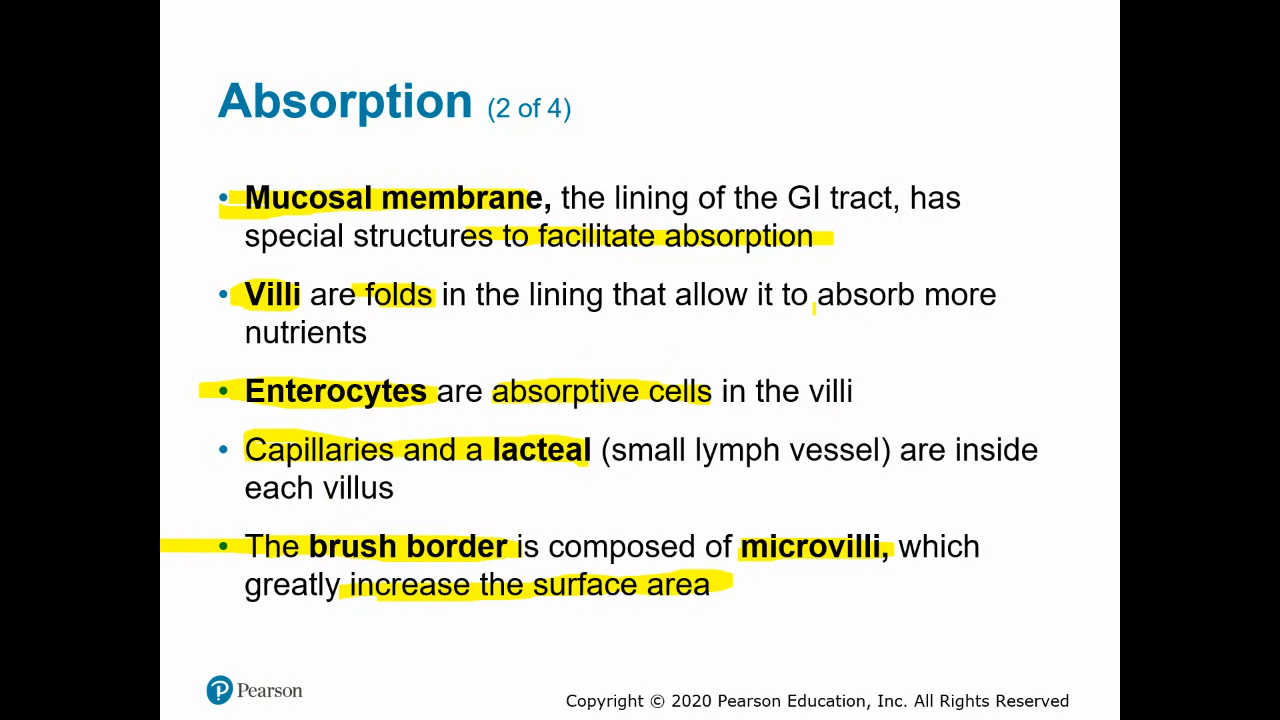 Absorption (2 of 4)
• Mucosal membrane, the lining of the GI tract, has
special structures to facilitate absorption
• Villi are folds in the lining that allow it to absorb more
nutrients
• Enterocytes are absorptive cells in the villi
• Capillaries and a lacteal (small lymph vessel) are inside
each villus
• The brush border is composed of microvilli, which
greatly increase the surface area
P Pearson
Copyright © 2020 Pearson Education, Inc. All Rights Reserved